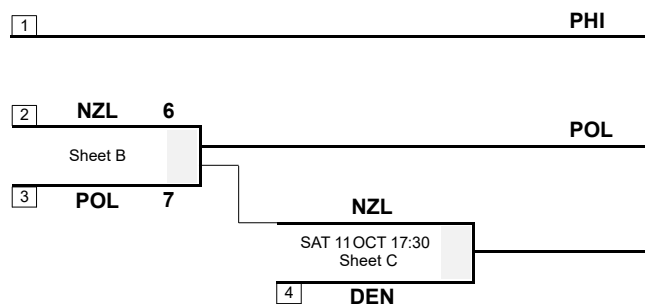 1 PHI
2 NZL 6
POL
Sheet B
3 POL 7
NZL
SAT 11 OCT 17:30
Sheet C
4 DEN